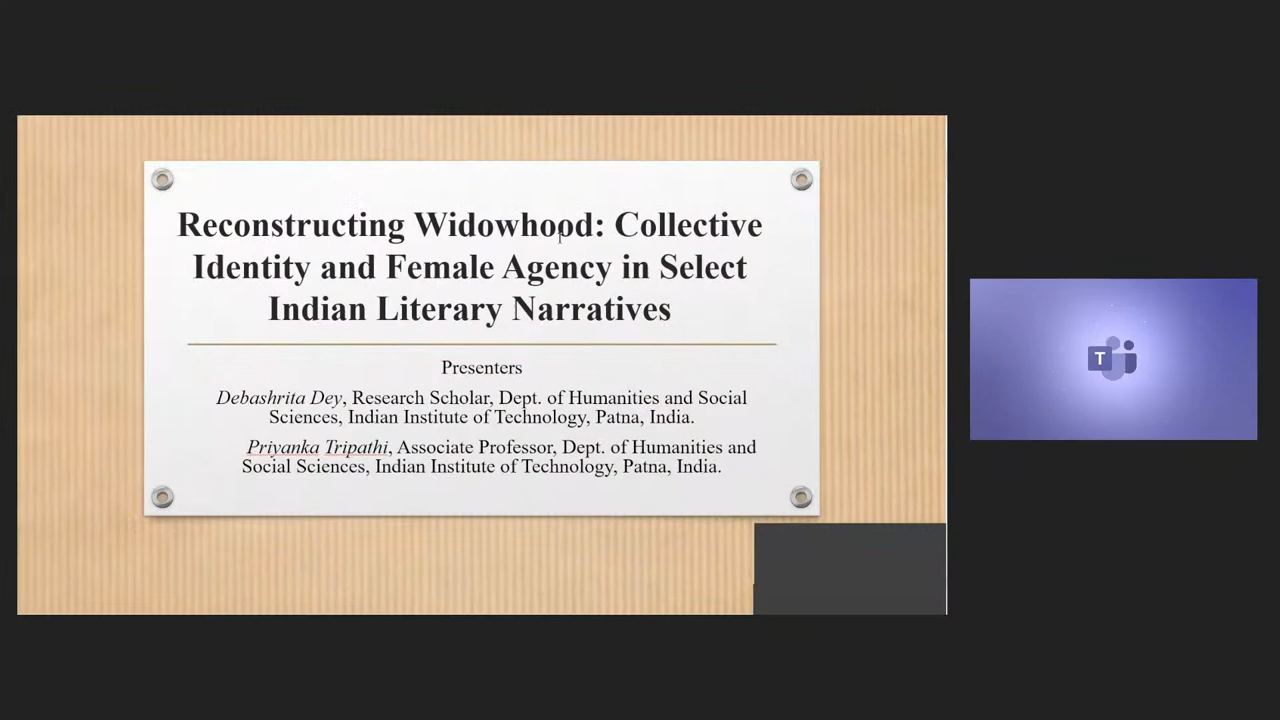 Reconstructing Widowhood: Collective
Identity and Female Agency in Select
Indian Literary Narratives
Presenters
Debashrita Dey, Research Scholar, Dept. of Humanities and Social
Sciences, Indian Institute of Technology, Patna, India.
Priyanka Tripathi, Associate Professor, Dept. of Humanities and
Social Sciences, Indian Institute of Technology, Patna, India.
T